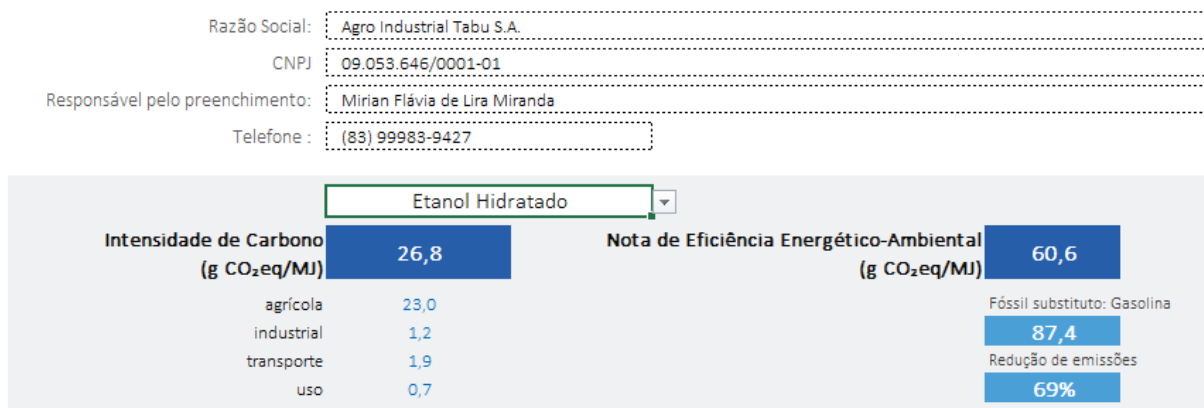 Razão Social: Agro Industrial Tabu S.A.
CNPJ 09.053.646/0001-01
Responsável pelo preenchimento: Mirian Flávia de Lira Miranda
Telefone : (83) 99983-9427
Etanol Hidratado
Intensidade de Carbono
(g CO₂eq/MJ)
26,8
Nota de Eficiência Energético-Ambiental
(g CO₂eq/MJ)
60,6
agrícola 23,0
Fóssil substituto: Gasolina
industrial 1,2
87,4
transporte 1,9
Redução de emissões
uso 0,7
69%